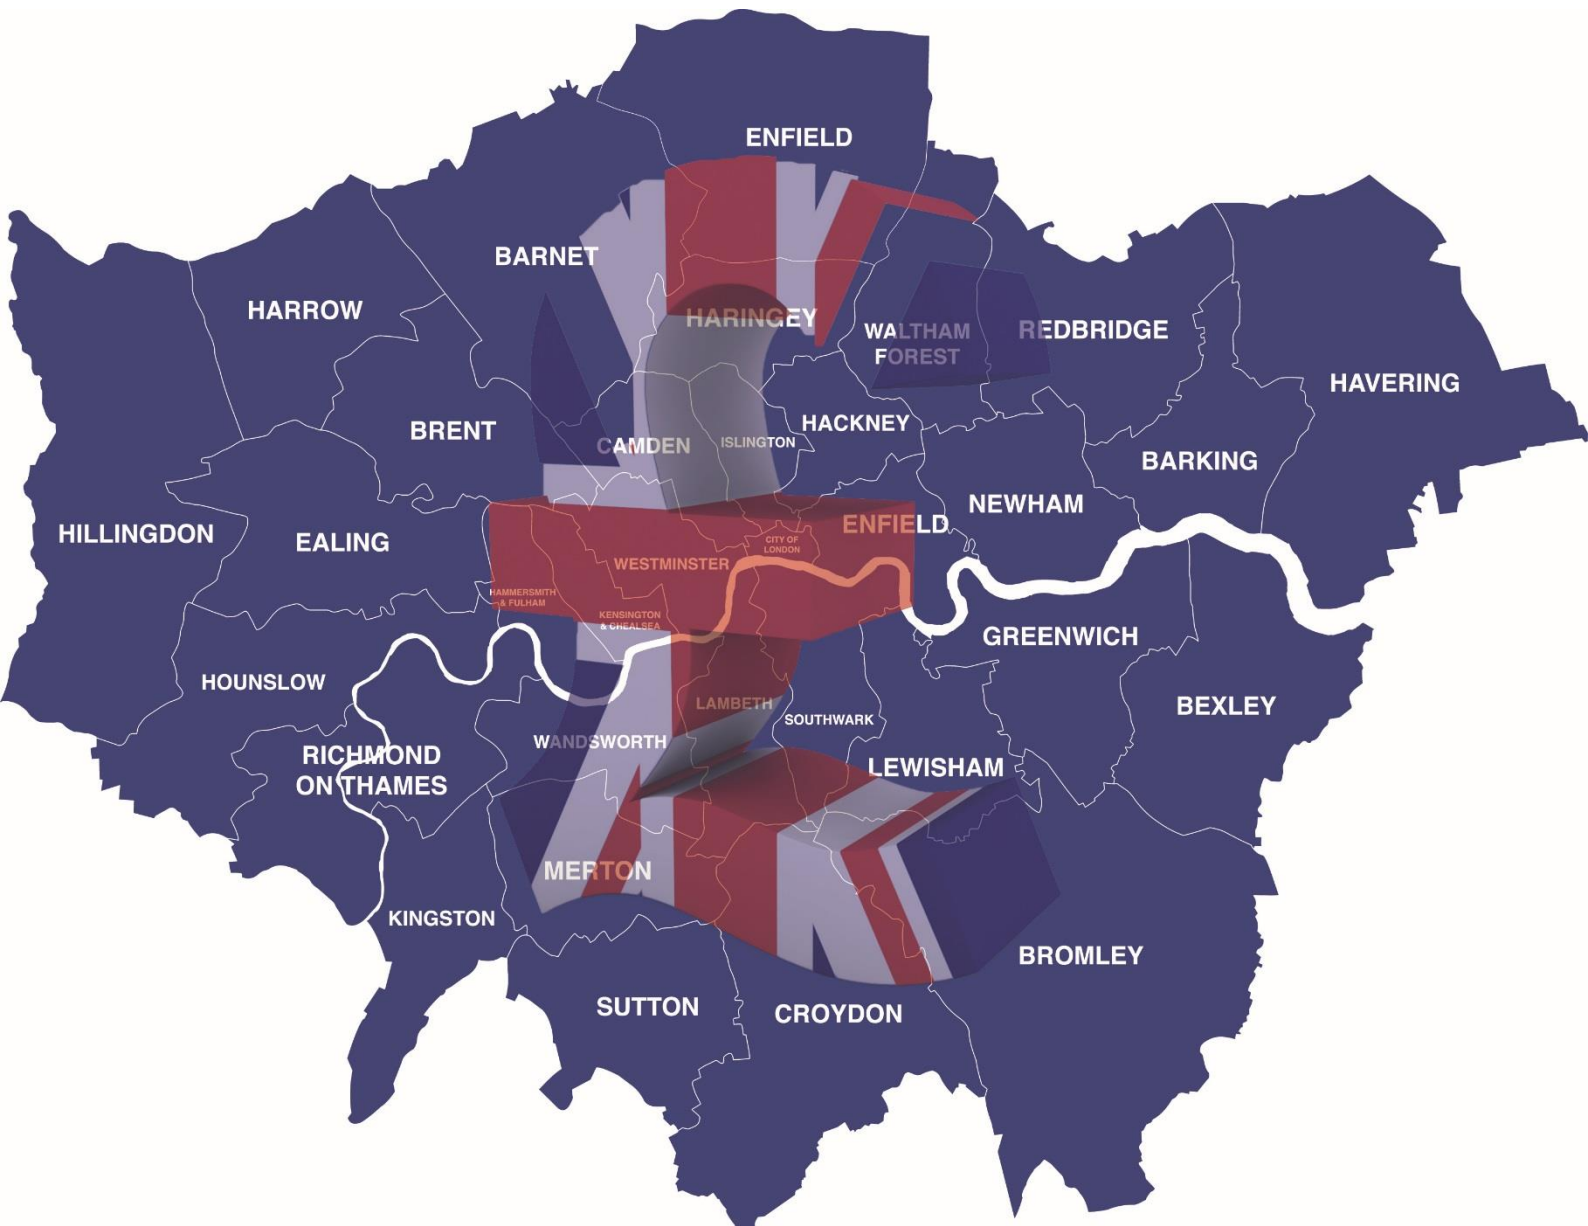 ENFIELD
BARNET
HARROW
HARINGEY
WALTHAM
FOREST
REDBRIDGE
HAVERING
BRENT
CAMDEN
ISLINGTON
HACKNEY
BARKING
NEWHAM
HILLINGDON
EALING
ENFIELD
WESTMINSTER
CITY OF
LONDON
HAMMERSMITH
& FULHAM
KENSINGTON
& CHEALSEA
GREENWICH
HOUNSLOW
LAMBETH
SOUTHWARK
BEXLEY
RICHMOND
ON THAMES
WANDSWORTH
LEWISHAM
MERTON
KINGSTON
BROMLEY
SUTTON
CROYDON